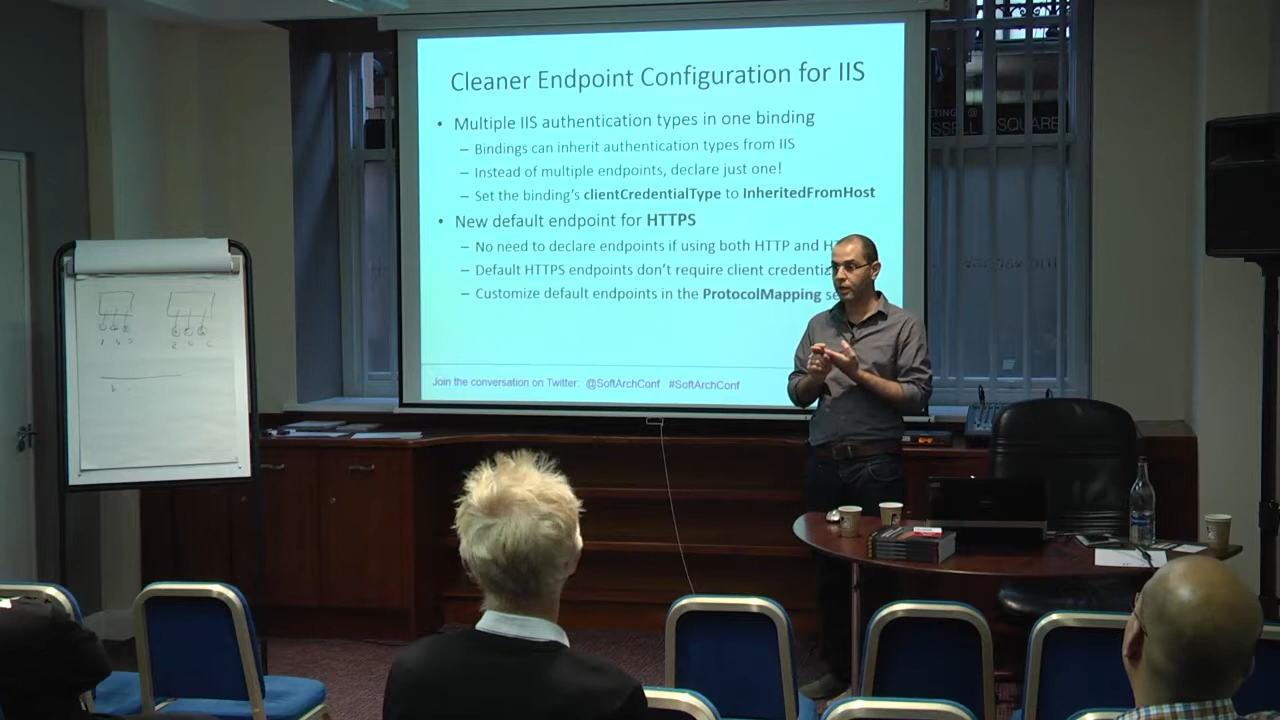 Cleaner Endpoint Configuration for IIS
• Multiple IIS authentication types in one binding
– Bindings can inherit authentication types from IIS
– Instead of multiple endpoints, declare just one!
– Set the binding's clientCredentialType to InheritedFromHost
• New default endpoint for HTTPS
– No need to declare endpoints if using both HTTP and
– Default HTTPS endpoints don't require client
– Customize default endpoints in the ProtocolMapping
Join the conversation on Twitter: @SoftArchConf #SoftArchConf
SQUARE